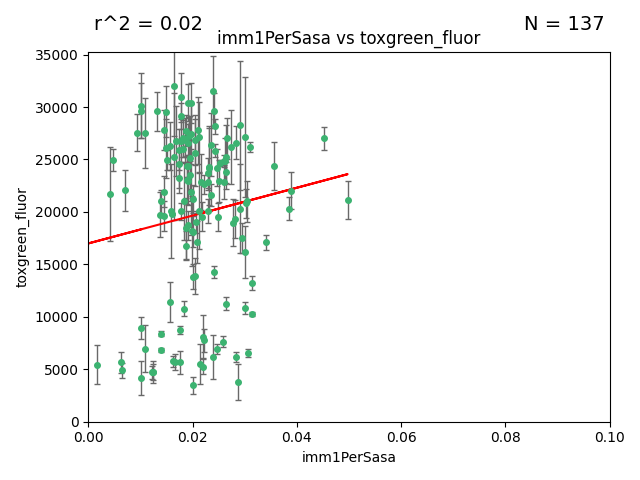 r^2 = 0.02
N = 137
imm1PerSasa vs toxgreen_fluor
35000
30000
25000
20000
15000
10000
5000
0
toxgreen_fluor
0.00
0.02
0.04
0.06
0.08
0.10
imm1PerSasa